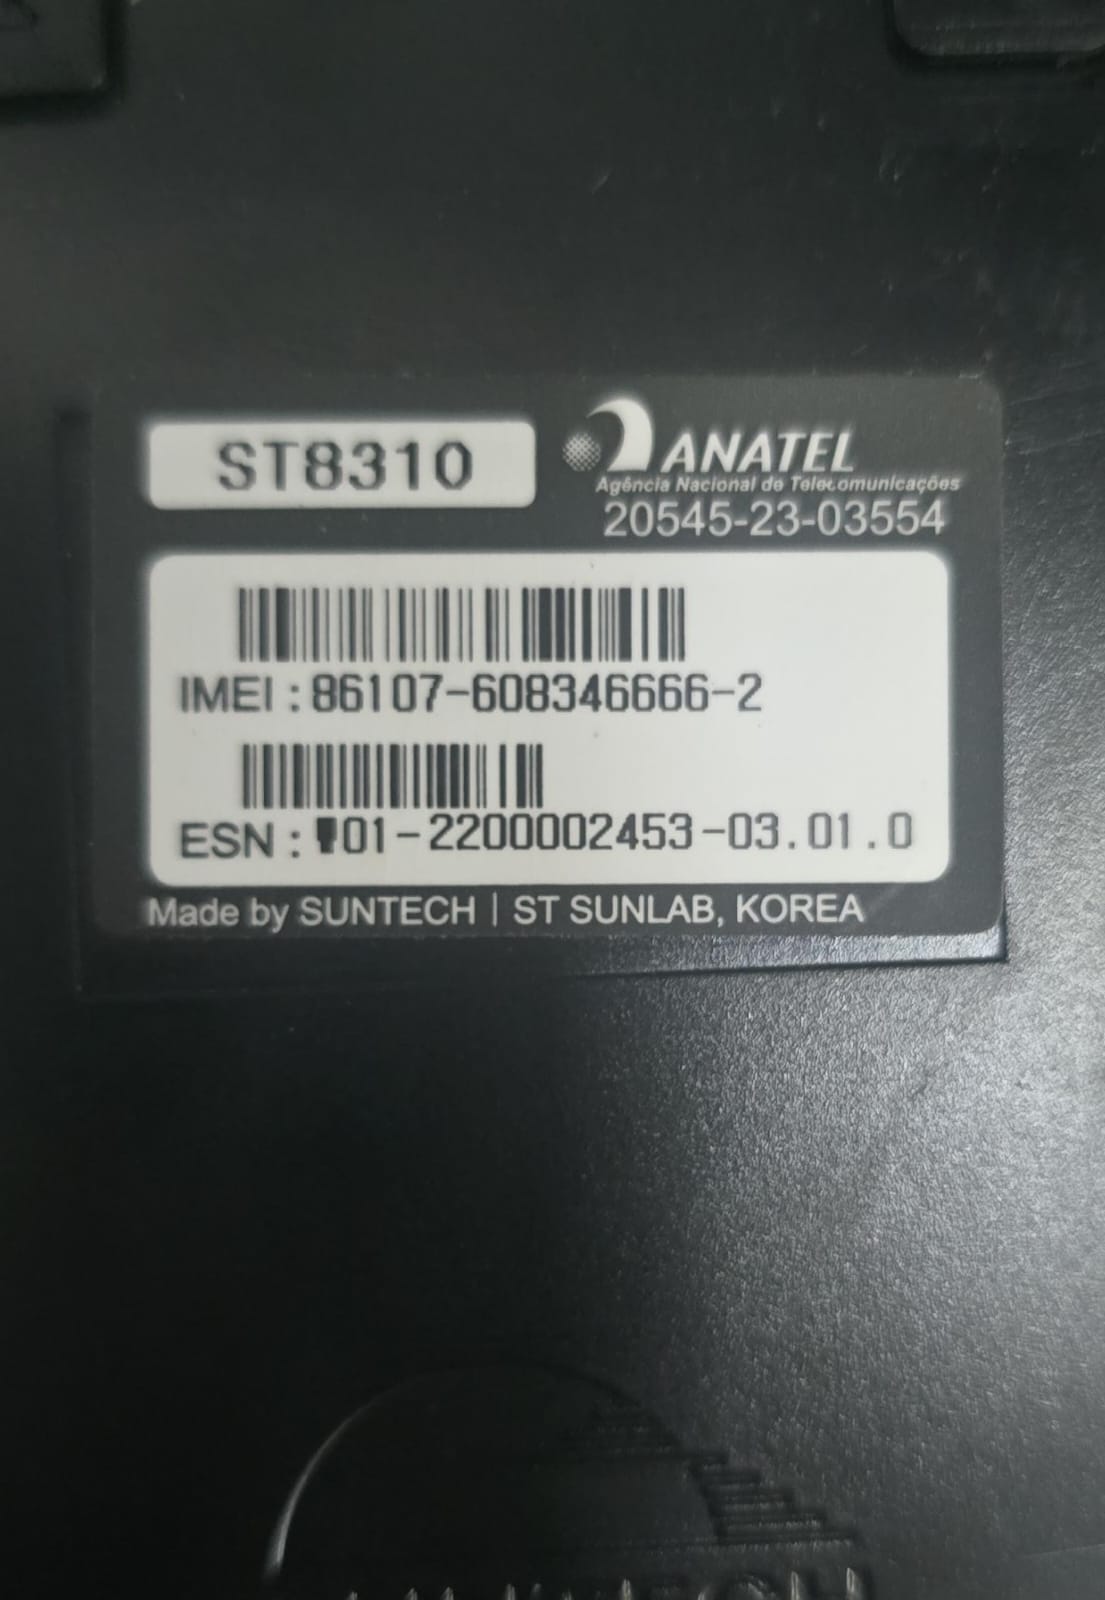 ST8310
ANATEL
Agência Nacional de Telecomunicações
20545-23-03554
IMEI : 86107-608346666-2
ESN : 01-2200002453-03.01.0
Made by SUNTECH | ST SUNLAB, KOREA